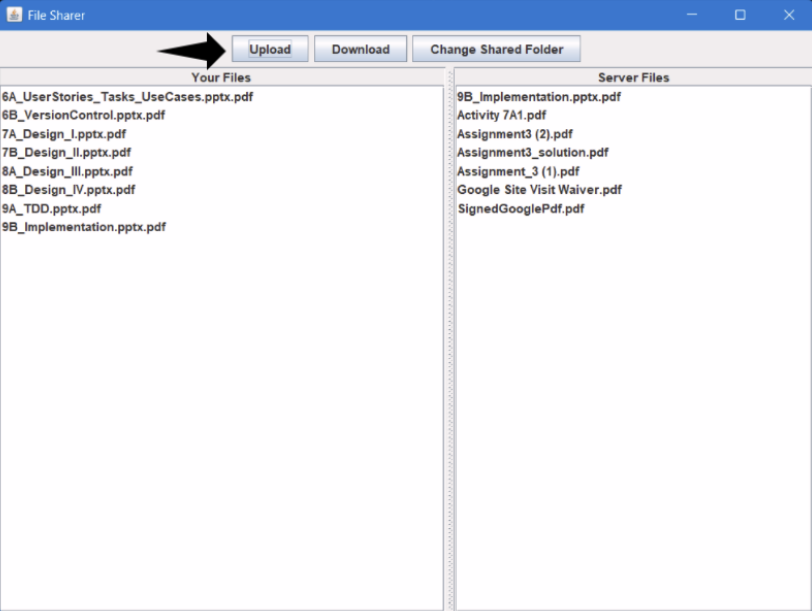 File Sharer
Upload Download Change Shared Folder
Your Files
6A_UserStories_Tasks_UseCases.pptx.pdf
6B_VersionControl.pptx.pdf
7A_Design_I.pptx.pdf
7B_Design_II.pptx.pdf
8A_Design_III.pptx.pdf
8B_Design_IV.pptx.pdf
9A_TDD.pptx.pdf
9B_Implementation.pptx.pdf
Server Files
9B_Implementation.pptx.pdf
Activity 7A1.pdf
Assignment3 (2).pdf
Assignment3_solution.pdf
Assignment_3 (1).pdf
Google Site Visit Waiver.pdf
SignedGooglePdf.pdf